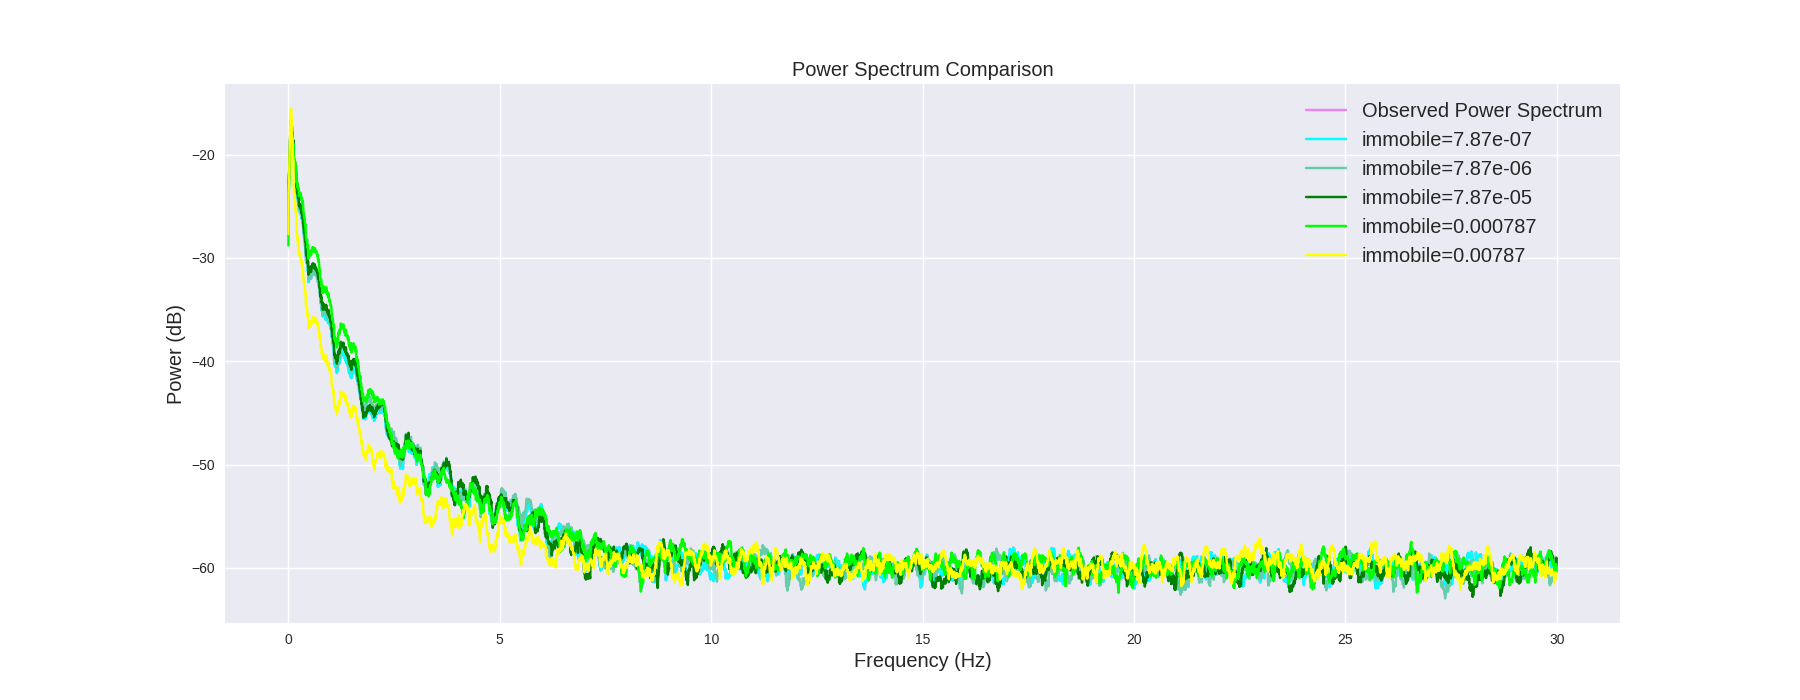 Power Spectrum Comparison
Observed Power Spectrum
immobile=7.87e-07
immobile=7.87e-06
immobile=7.87e-05
immobile=0.000787
immobile=0.00787
Power (dB)
−20
−30
−40
−50
−60
0 5 10 15 20 25 30
Frequency (Hz)